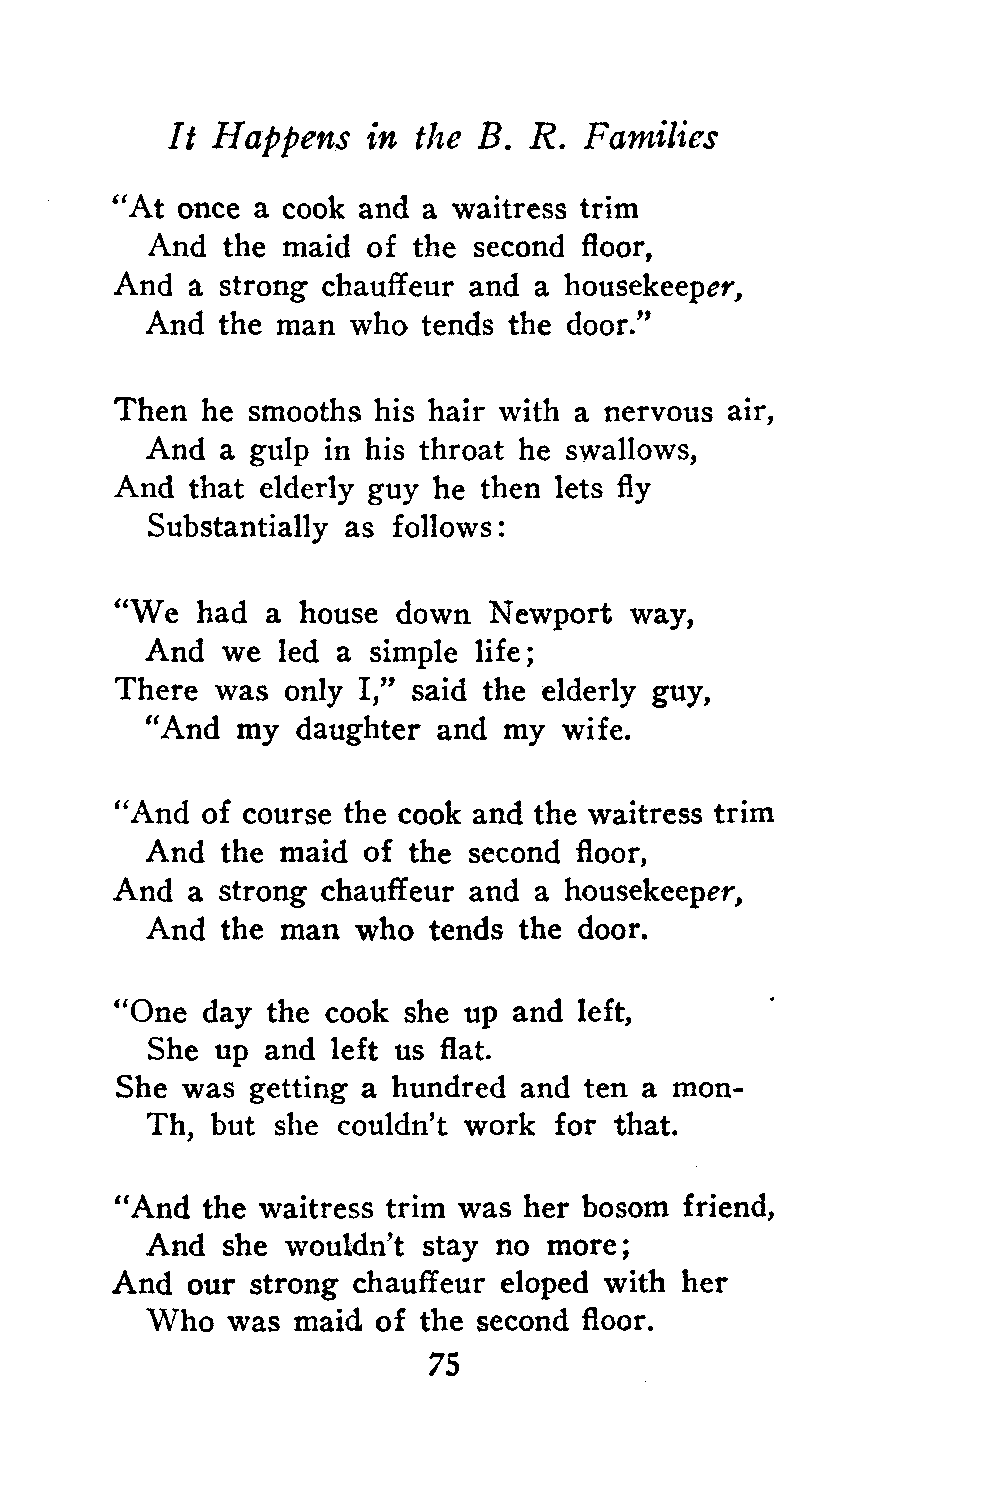 It Happens in the B. R. Families
“At once a cook and a waitress trim
And the maid of the second floor,
And a strong chauffeur and a housekeeper,
And the man who tends the door.”
Then he smooths his hair with a nervous air,
And a gulp in his throat he swallows,
And that elderly guy he then lets fly
Substantially as follows:
“We had a house down Newport way,
And we led a simple life;
There was only I,” said the elderly guy,
“And my daughter and my wife.
“And of course the cook and the waitress trim
And the maid of the second floor,
And a strong chauffeur and a housekeeper,
And the man who tends the door.
“One day the cook she up and left,
She up and left us flat.
She was getting a hundred and ten a mon-
Th, but she couldn’t work for that.
“And the waitress trim was her bosom friend,
And she wouldn’t stay no more;
And our strong chauffeur eloped with her
Who was maid of the second floor.
75